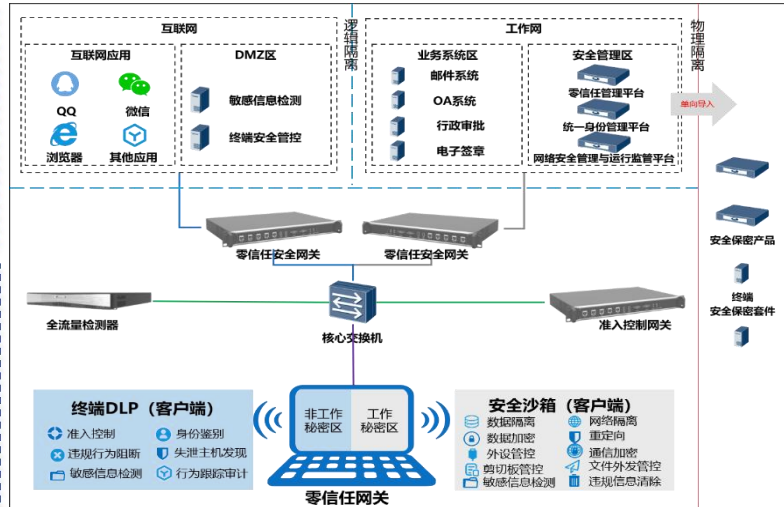 互联网
逻辑隔离
工作网
物理隔离
互联网应用
DMZ区
业务系统区
安全管理区
QQ
微信
浏览器
其他应用
敏感信息检测
终端安全管控
邮件系统
OA系统
行政审批
电子签章
零信任管理平台
统一身份管理平台
网络安全管理与运行监管平台
单向导入
零信任安全网关
零信任安全网关
安全保密产品
终端
安全保密套件
全流量检测器
核心交换机
准入控制网关
终端DLP（客户端）
准入控制
身份鉴别
违规行为阻断
失泄主机发现
敏感信息检测
行为跟踪审计
非工作
秘密区
工作
秘密区
零信任网关
安全沙箱（客户端）
数据隔离
网络隔离
数据加密
重定向
外设管控
通信加密
剪切板管控
文件外发管控
敏感信息检测
违规信息清除